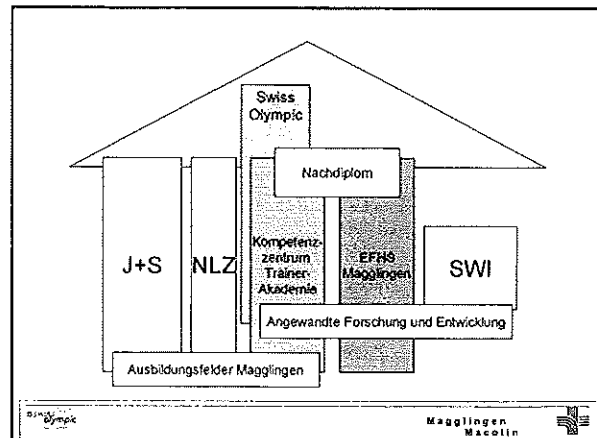 Swiss
Olympic
Nachdiplom
J+S
NLZ
Kompetenz-
zentrum
Trainer-
Akademie
EFHS
Magglingen
SWI
Angewandte Forschung und Entwicklung
Ausbildungsfelder Magglingen
olympic
Magglingen
Macolin